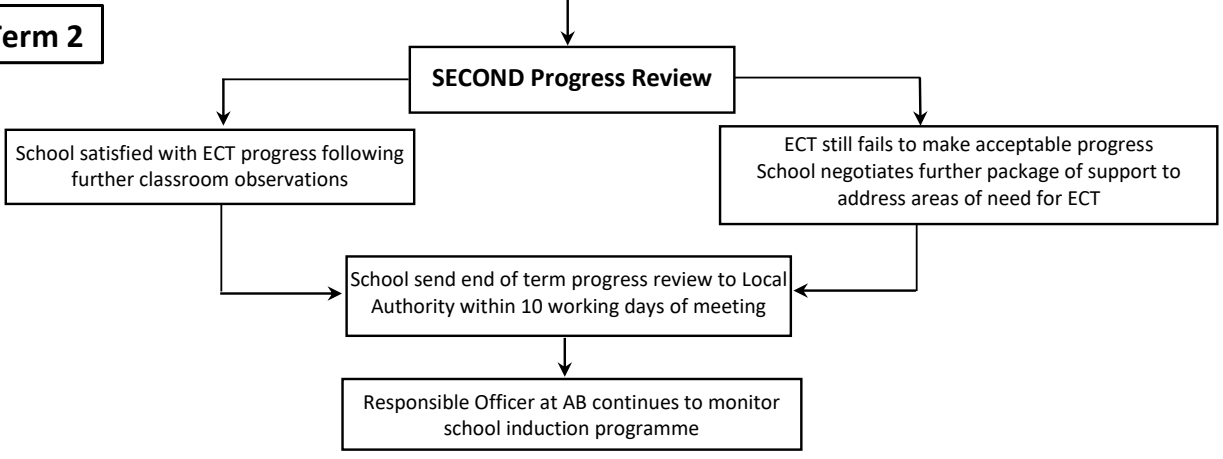 Term 2
SECOND Progress Review
School satisfied with ECT progress following
further classroom observations
ECT still fails to make acceptable progress
School negotiates further package of support to
address areas of need for ECT
School send end of term progress review to Local
Authority within 10 working days of meeting
Responsible Officer at AB continues to monitor
school induction programme